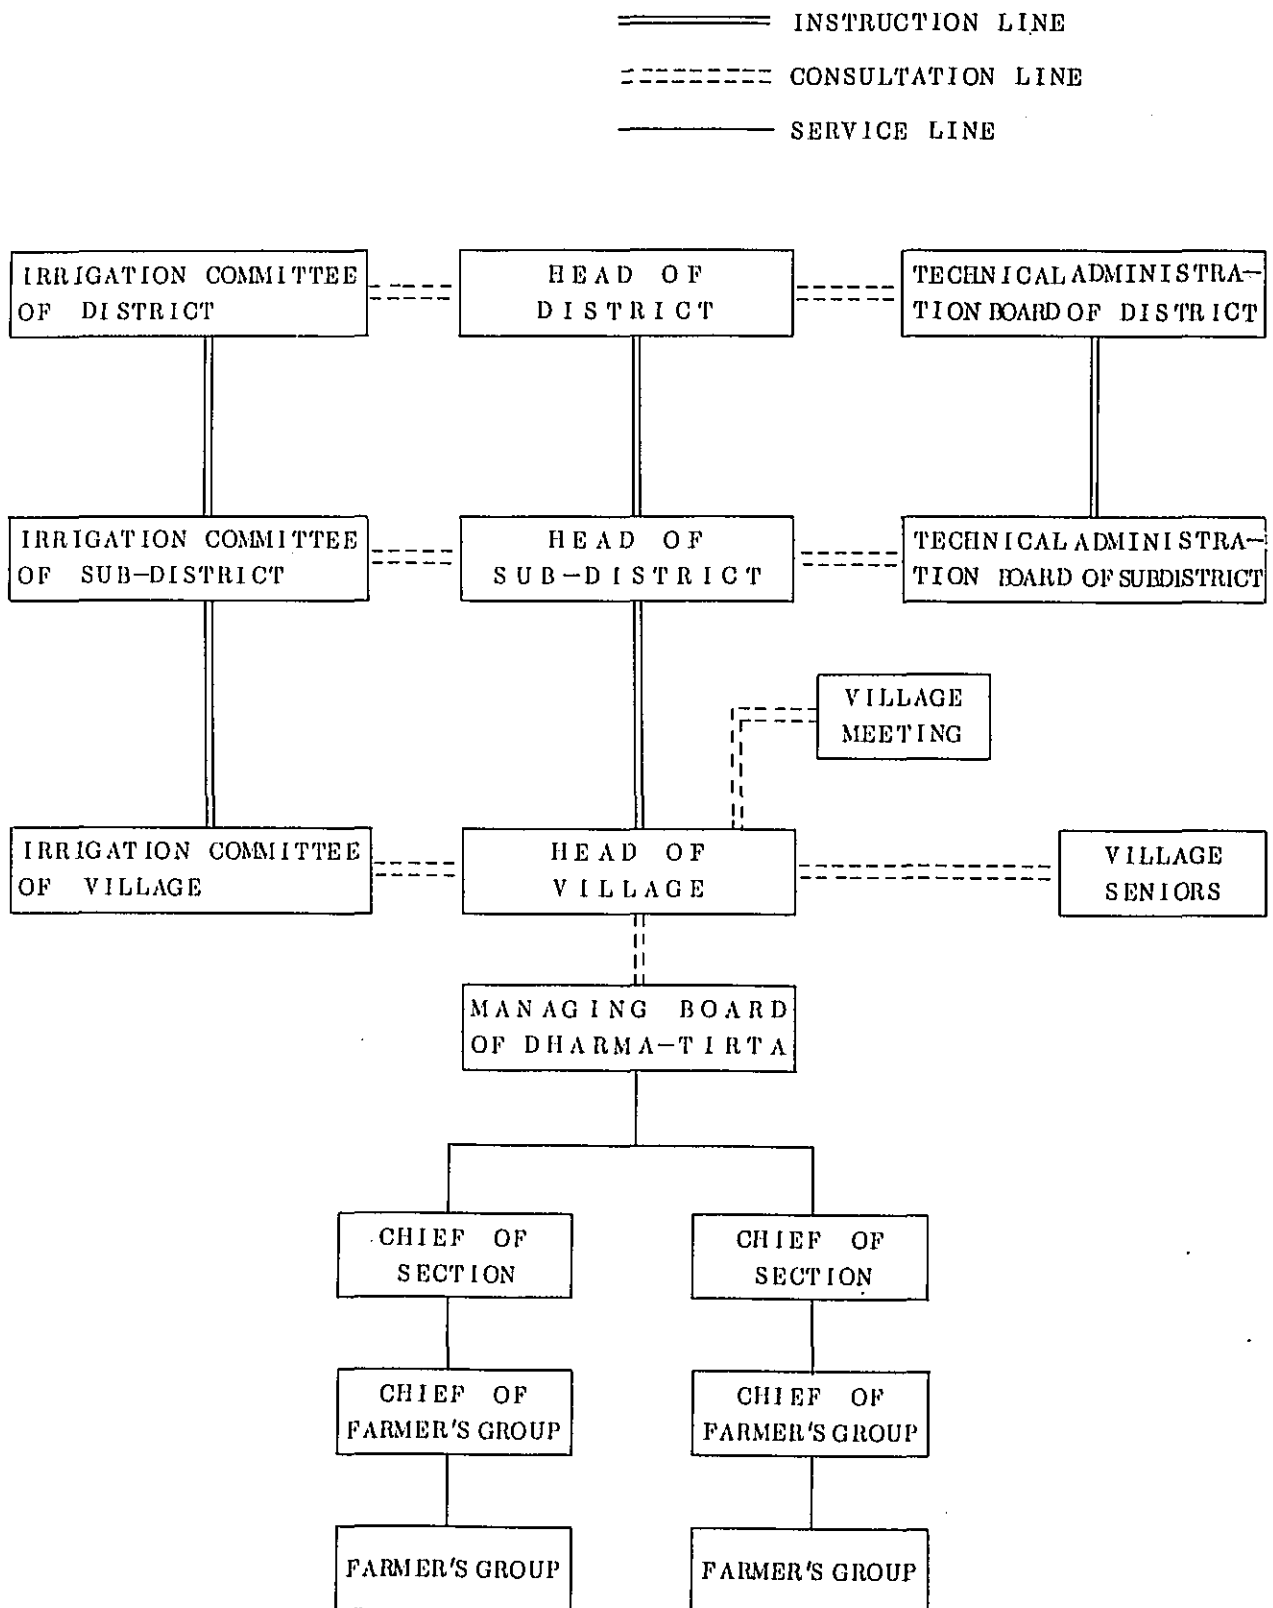 INSTRUCTION LINE
CONSULTATION LINE
SERVICE LINE
IRRIGATION COMMITTEE
OF DISTRICT
HEAD OF
DISTRICT
TECHNICAL ADMINISTRA-
TION BOARD OF DISTRICT
IRRIGATION COMMITTEE
OF SUB-DISTRICT
HEAD OF
SUB-DISTRICT
TECHNICAL ADMINISTRA-
TION BOARD OF SUBDISTRICT
VILLAGE
MEETING
IRRIGATION COMMITTEE
OF VILLAGE
HEAD OF
VILLAGE
VILLAGE
SENIORS
MANAGING BOARD
OF DHARMA-TIRTA
CHIEF OF
SECTION
CHIEF OF
SECTION
CHIEF OF
FARMER'S GROUP
CHIEF OF
FARMER'S GROUP
FARMER'S GROUP
FARMER'S GROUP